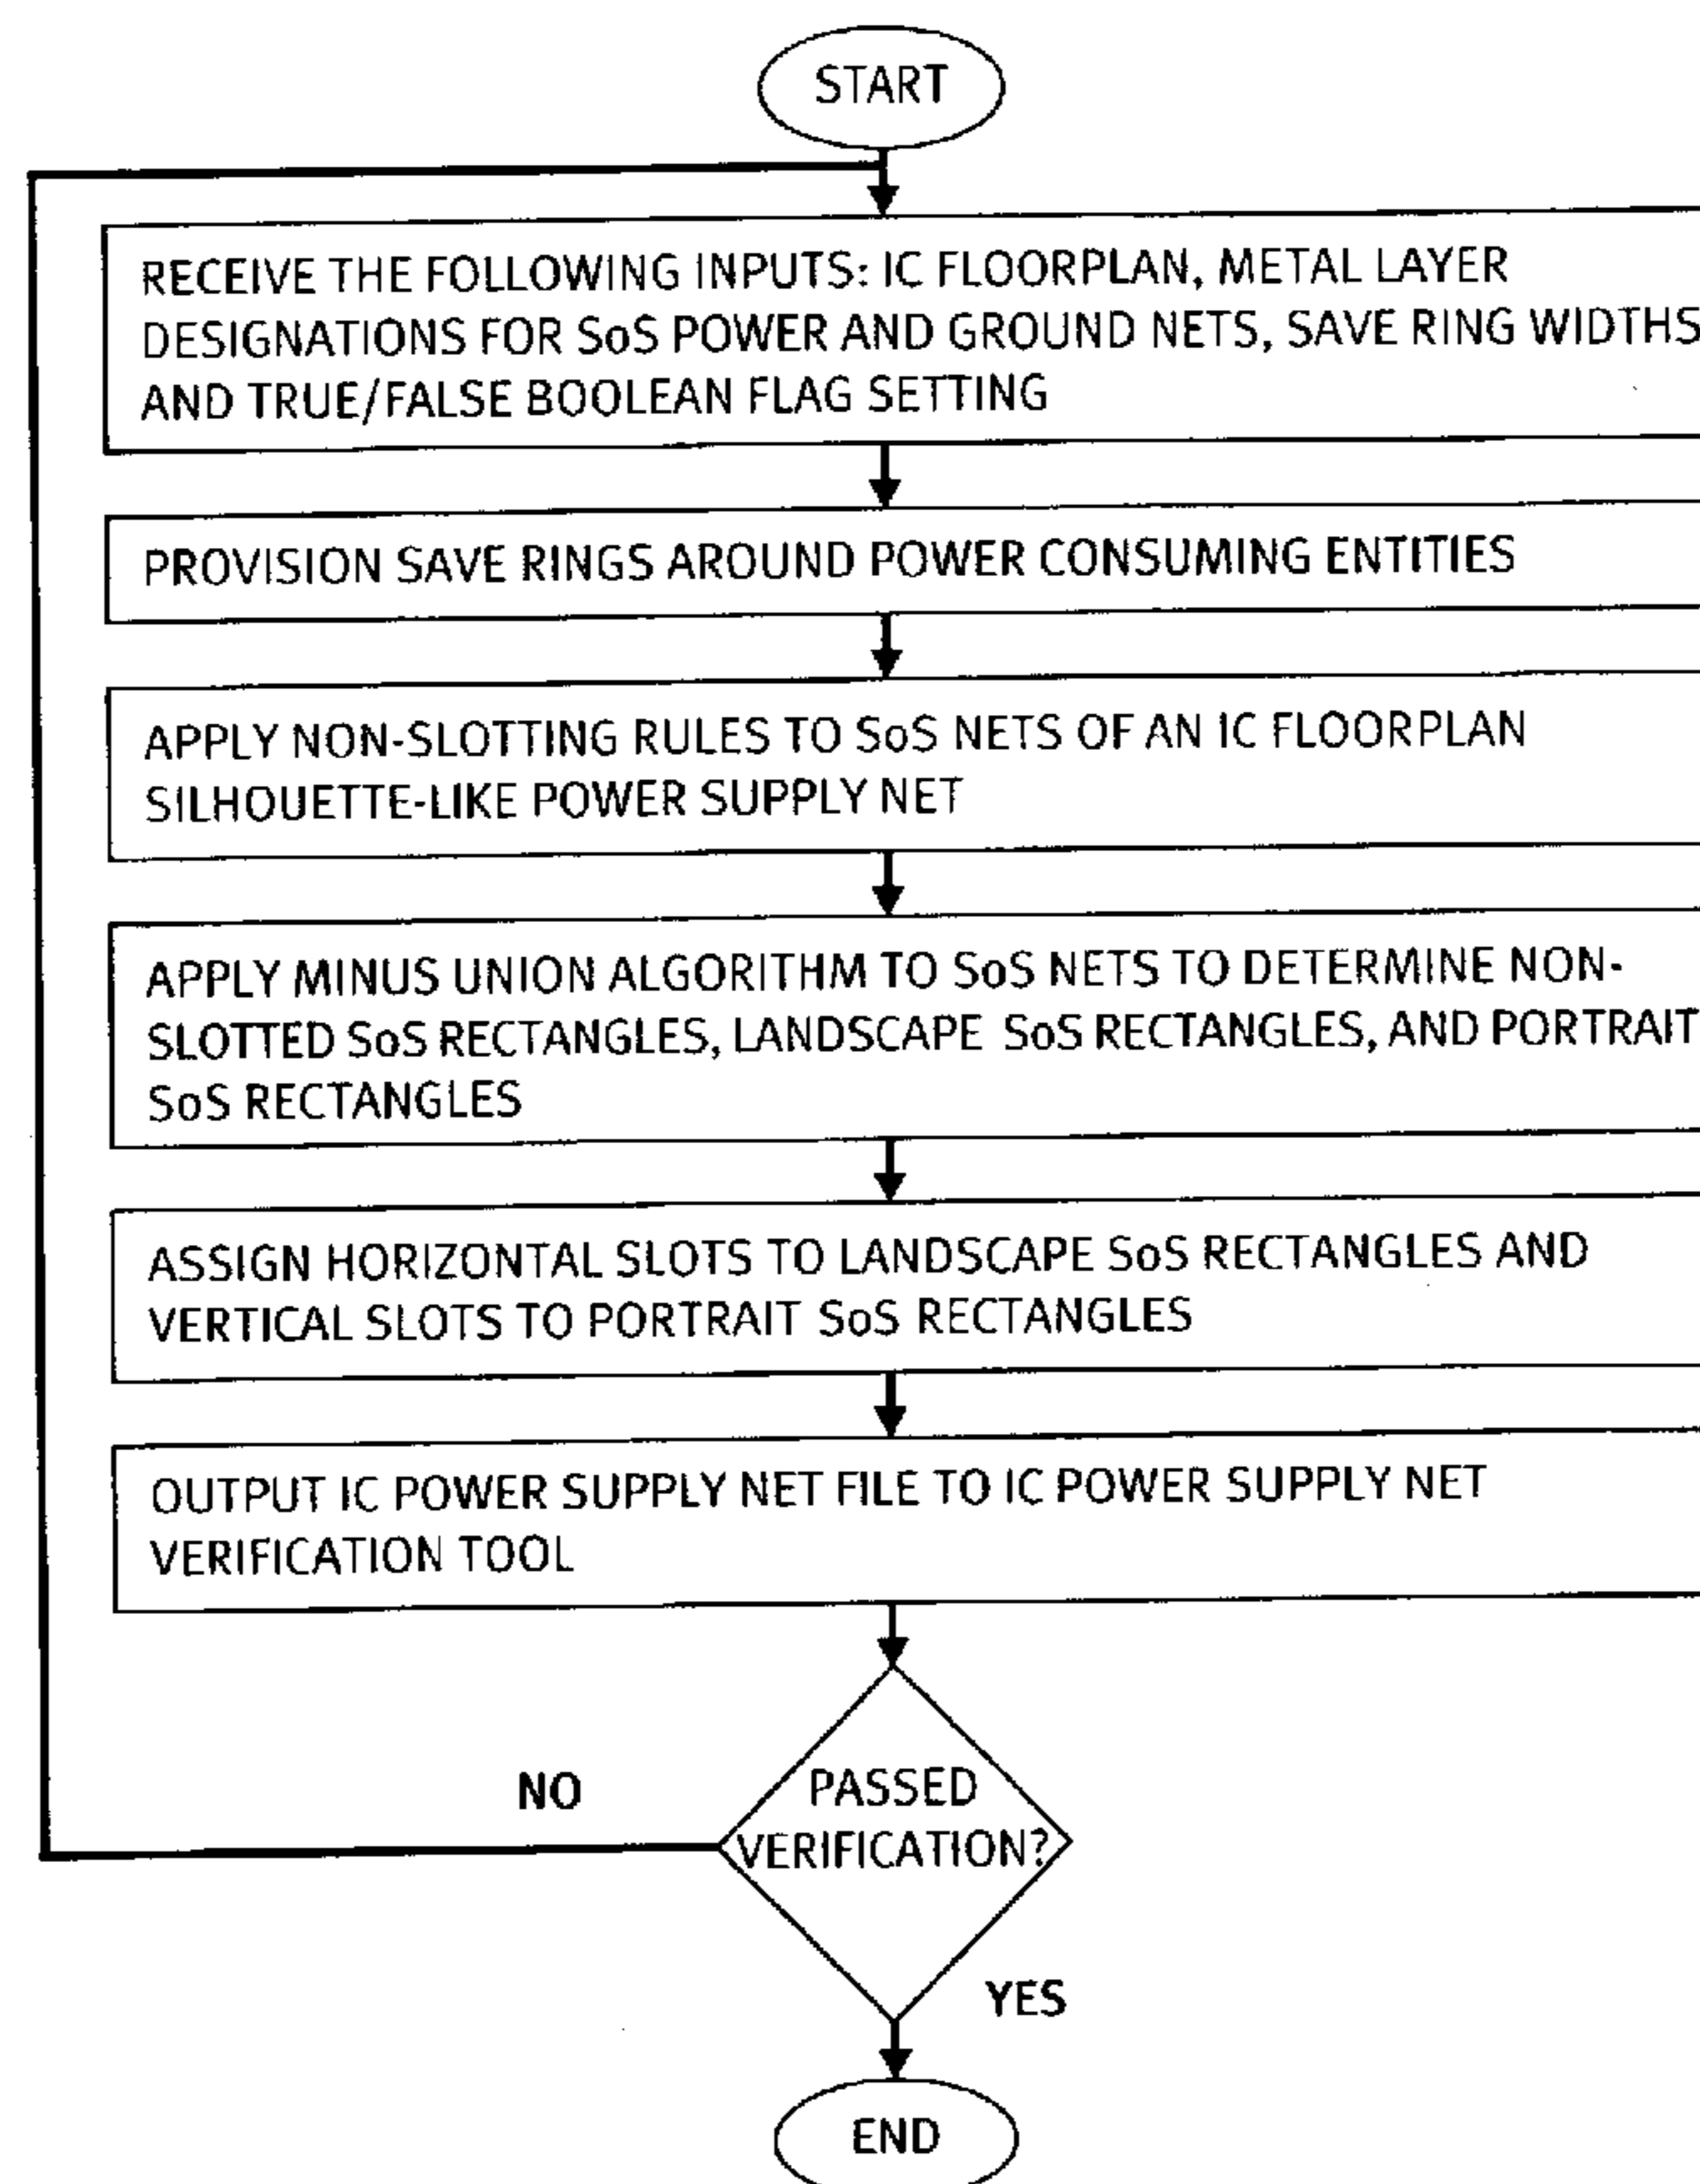 START
RECEIVE THE FOLLOWING INPUTS: IC FLOORPLAN, METAL LAYER
DESIGNATIONS FOR SoS POWER AND GROUND NETS, SAVE RING WIDTHS
AND TRUE/FALSE BOOLEAN FLAG SETTING
PROVISION SAVE RINGS AROUND POWER CONSUMING ENTITIES
APPLY NON-SLOTTING RULES TO SoS NETS OF AN IC FLOORPLAN
SILHOUETTE-LIKE POWER SUPPLY NET
APPLY MINUS UNION ALGORITHM TO SoS NETS TO DETERMINE NON-
SLOTTED SoS RECTANGLES, LANDSCAPE SoS RECTANGLES, AND PORTRAIT
SoS RECTANGLES
ASSIGN HORIZONTAL SLOTS TO LANDSCAPE SoS RECTANGLES AND
VERTICAL SLOTS TO PORTRAIT SoS RECTANGLES
OUTPUT IC POWER SUPPLY NET FILE TO IC POWER SUPPLY NET
VERIFICATION TOOL
NO
PASSED
VERIFICATION?
YES
END